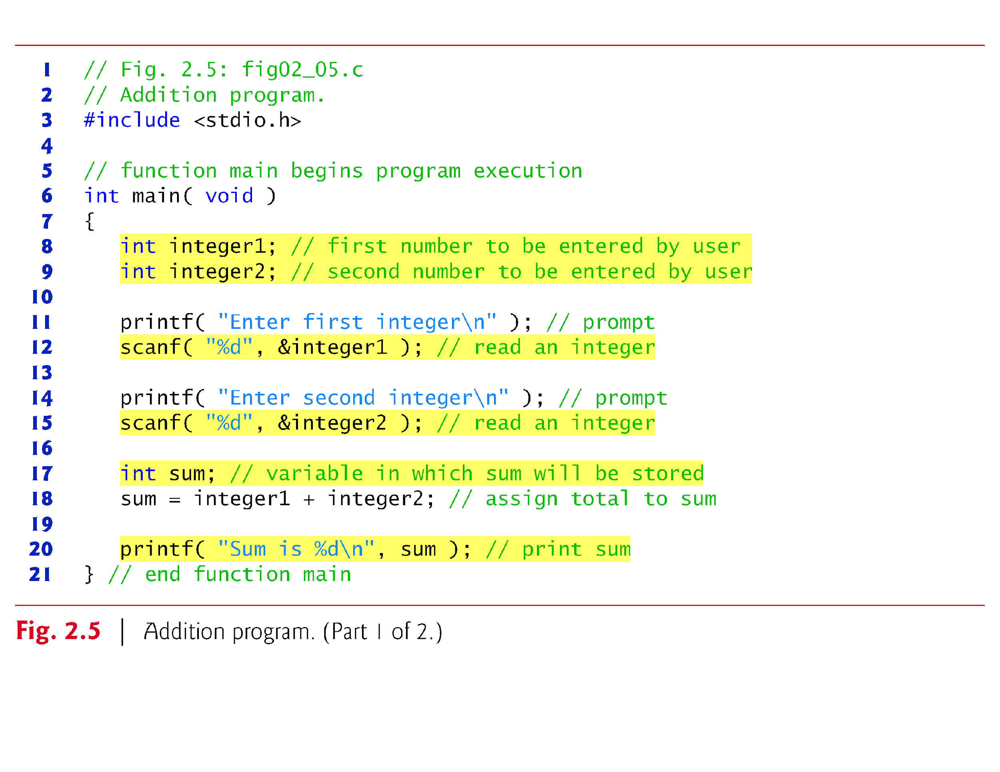 1 // Fig. 2.5: fig02_05.c
2 // Addition program.
3 #include <stdio.h>
4
5 // function main begins program execution
6 int main( void )
7 {
8 int integer1; // first number to be entered by user
9 int integer2; // second number to be entered by user
10
11 printf( "Enter first integer\n" ); // prompt
12 scanf( "%d", &integer1 ); // read an integer
13
14 printf( "Enter second integer\n" ); // prompt
15 scanf( "%d", &integer2 ); // read an integer
16
17 int sum; // variable in which sum will be stored
18 sum = integer1 + integer2; // assign total to sum
19
20 printf( "Sum is %d\n", sum ); // print sum
21 } // end function main
Fig. 2.5 | Addition program. (Part 1 of 2.)